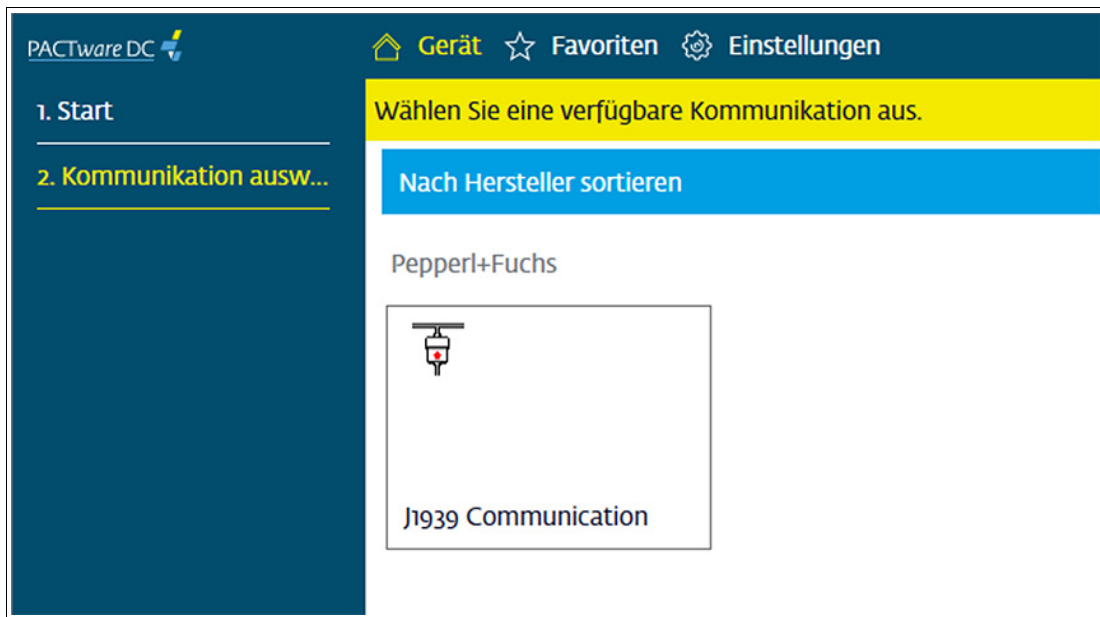 PACTware DC
Gerät Favoriten Einstellungen
1. Start
2. Kommunikation ausw...
Wählen Sie eine verfügbare Kommunikation aus.
Nach Hersteller sortieren
Pepperl+Fuchs
J1939 Communication